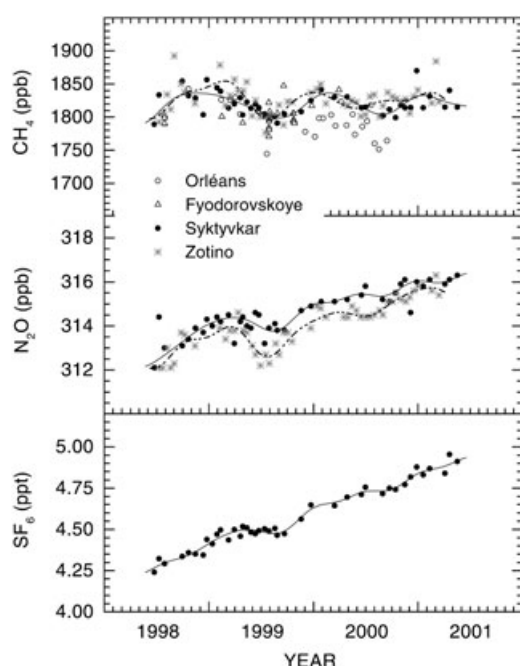 1900
1850
1800
1750
1700
CH₄ (ppb)
Orléans
Fyodorovskoye
Syktyvkar
Zotino
318
316
314
312
N₂O (ppb)
5.00
4.75
4.50
4.25
4.00
SF₆ (ppt)
1998 1999 2000 2001
YEAR